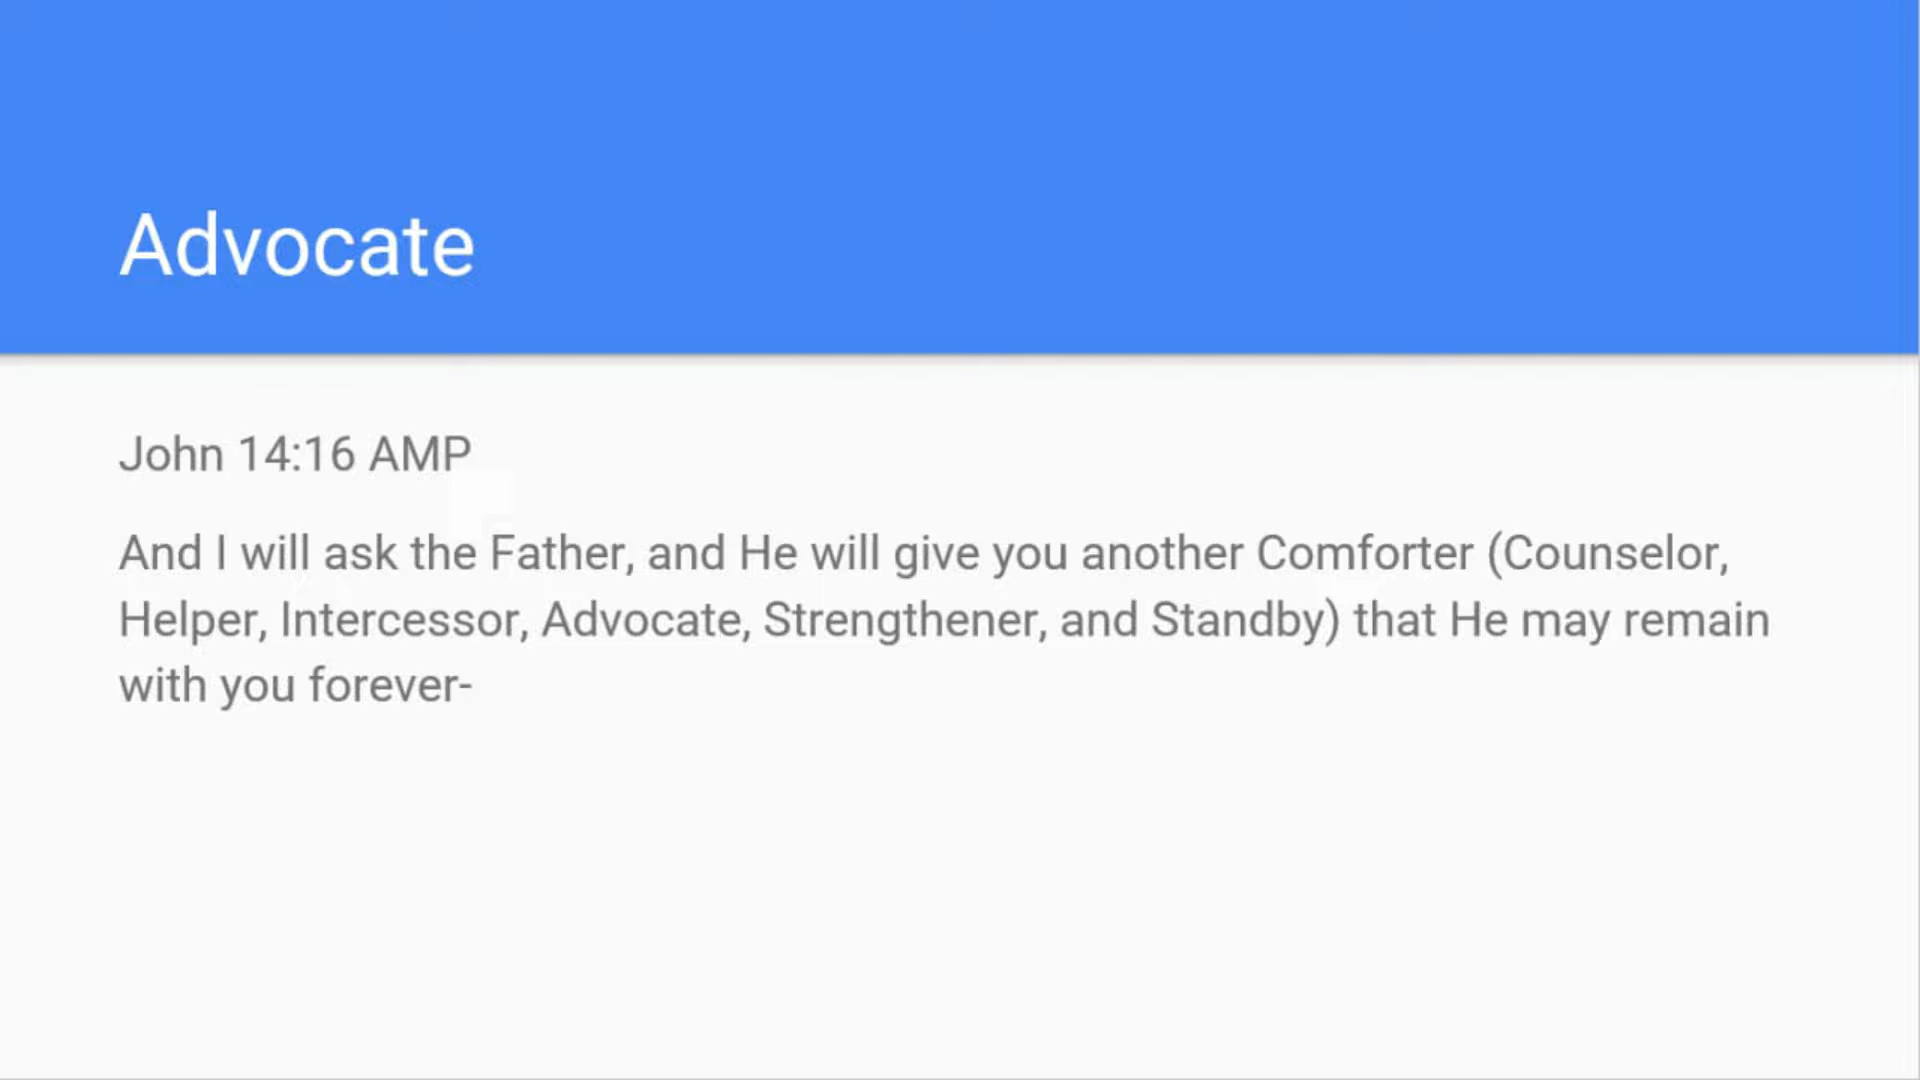 Advocate
John 14:16 AMP
And I will ask the Father, and He will give you another Comforter (Counselor,
Helper, Intercessor, Advocate, Strengthener, and Standby) that He may remain
with you forever-